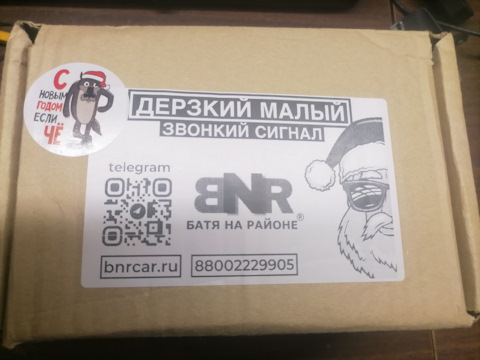 С
НОВЫМ
ГОДОМ
ЕСЛИ
ЧЁ
ДЕРЗКИЙ МАЛЫЙ
ЗВОНКИЙ СИГНАЛ
telegram
BNR
БАТЯ НА РАЙОНЕ®
bnrcar.ru
88002229905